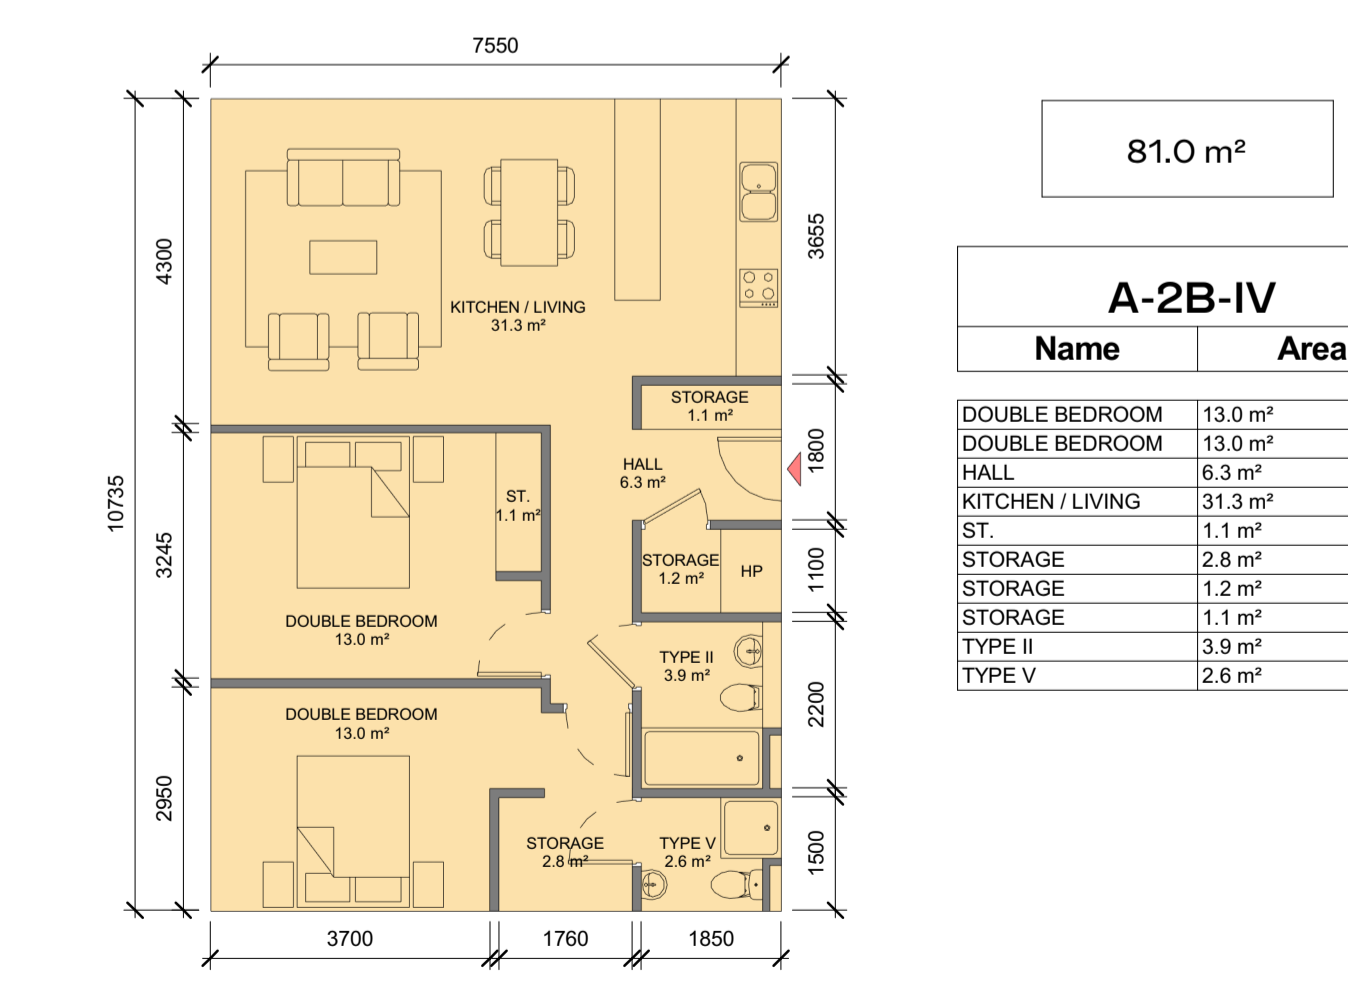 7550
81.0 m²
4300
3655
KITCHEN / LIVING
31.3 m²
A-2B-IV
Name
Area
STORAGE
1.1 m²
DOUBLE BEDROOM
13.0 m²
DOUBLE BEDROOM
13.0 m²
HALL
6.3 m²
KITCHEN / LIVING
31.3 m²
ST.
1.1 m²
STORAGE
2.8 m²
STORAGE
1.2 m²
STORAGE
1.1 m²
TYPE II
3.9 m²
TYPE V
2.6 m²
1800
HALL
6.3 m²
10735
ST.
1.1 m²
3245
STORAGE
1.2 m²
HP
1100
DOUBLE BEDROOM
13.0 m²
TYPE II
3.9 m²
2200
DOUBLE BEDROOM
13.0 m²
2950
STORAGE
2.8 m²
TYPE V
2.6 m²
1500
3700
1760
1850